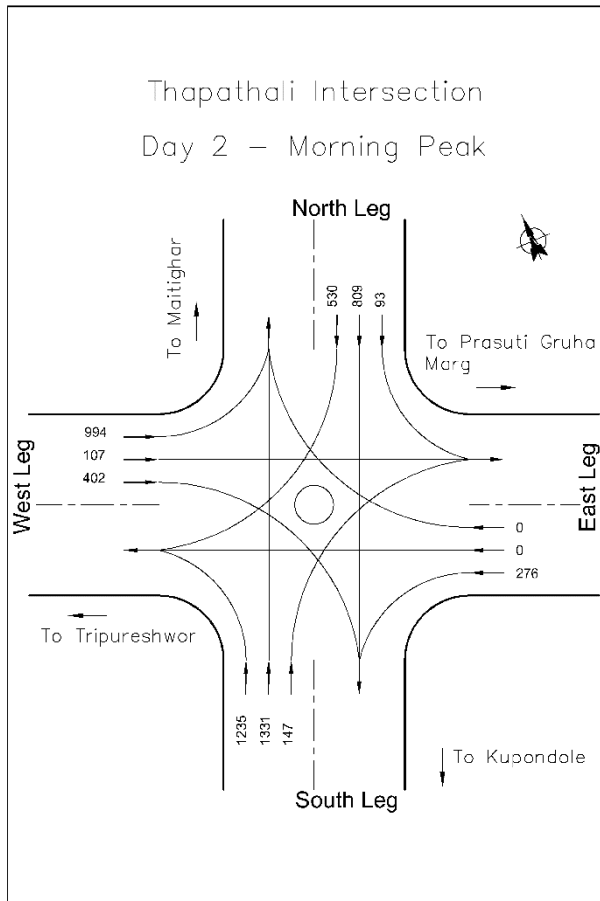 Thapathali Intersection
Day 2 - Morning Peak
North Leg
To Maitighar
530
809
93
To Prasuti Gruha
Marg
994
107
402
West Leg
East Leg
0
0
276
To Tripureshwor
1235
1331
147
To Kupondole
South Leg